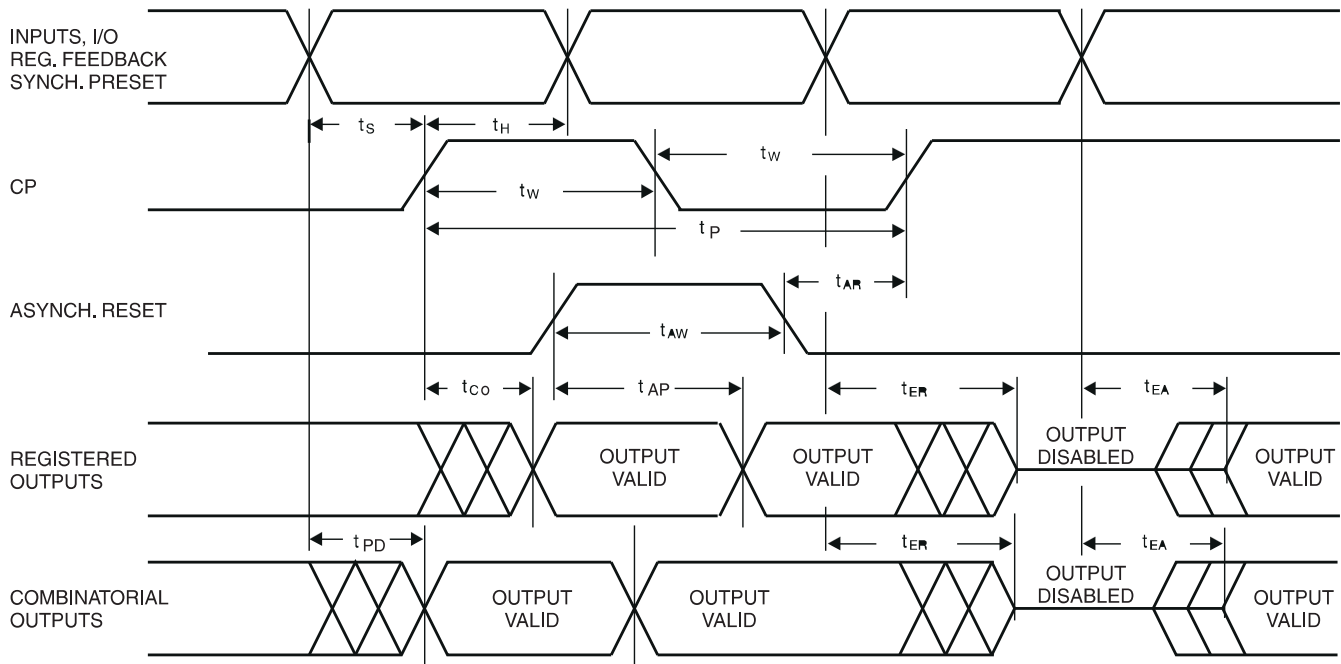 INPUTS, I/O
REG. FEEDBACK
SYNCH. PRESET
tS
tH
tW
CP
tW
tP
tAR
ASYNCH. RESET
tAW
tCO
tAP
tER
tEA
REGISTERED
OUTPUTS
OUTPUT
VALID
OUTPUT
VALID
OUTPUT
DISABLED
OUTPUT
VALID
tPD
tER
tEA
COMBINATORIAL
OUTPUTS
OUTPUT
VALID
OUTPUT
VALID
OUTPUT
DISABLED
OUTPUT
VALID